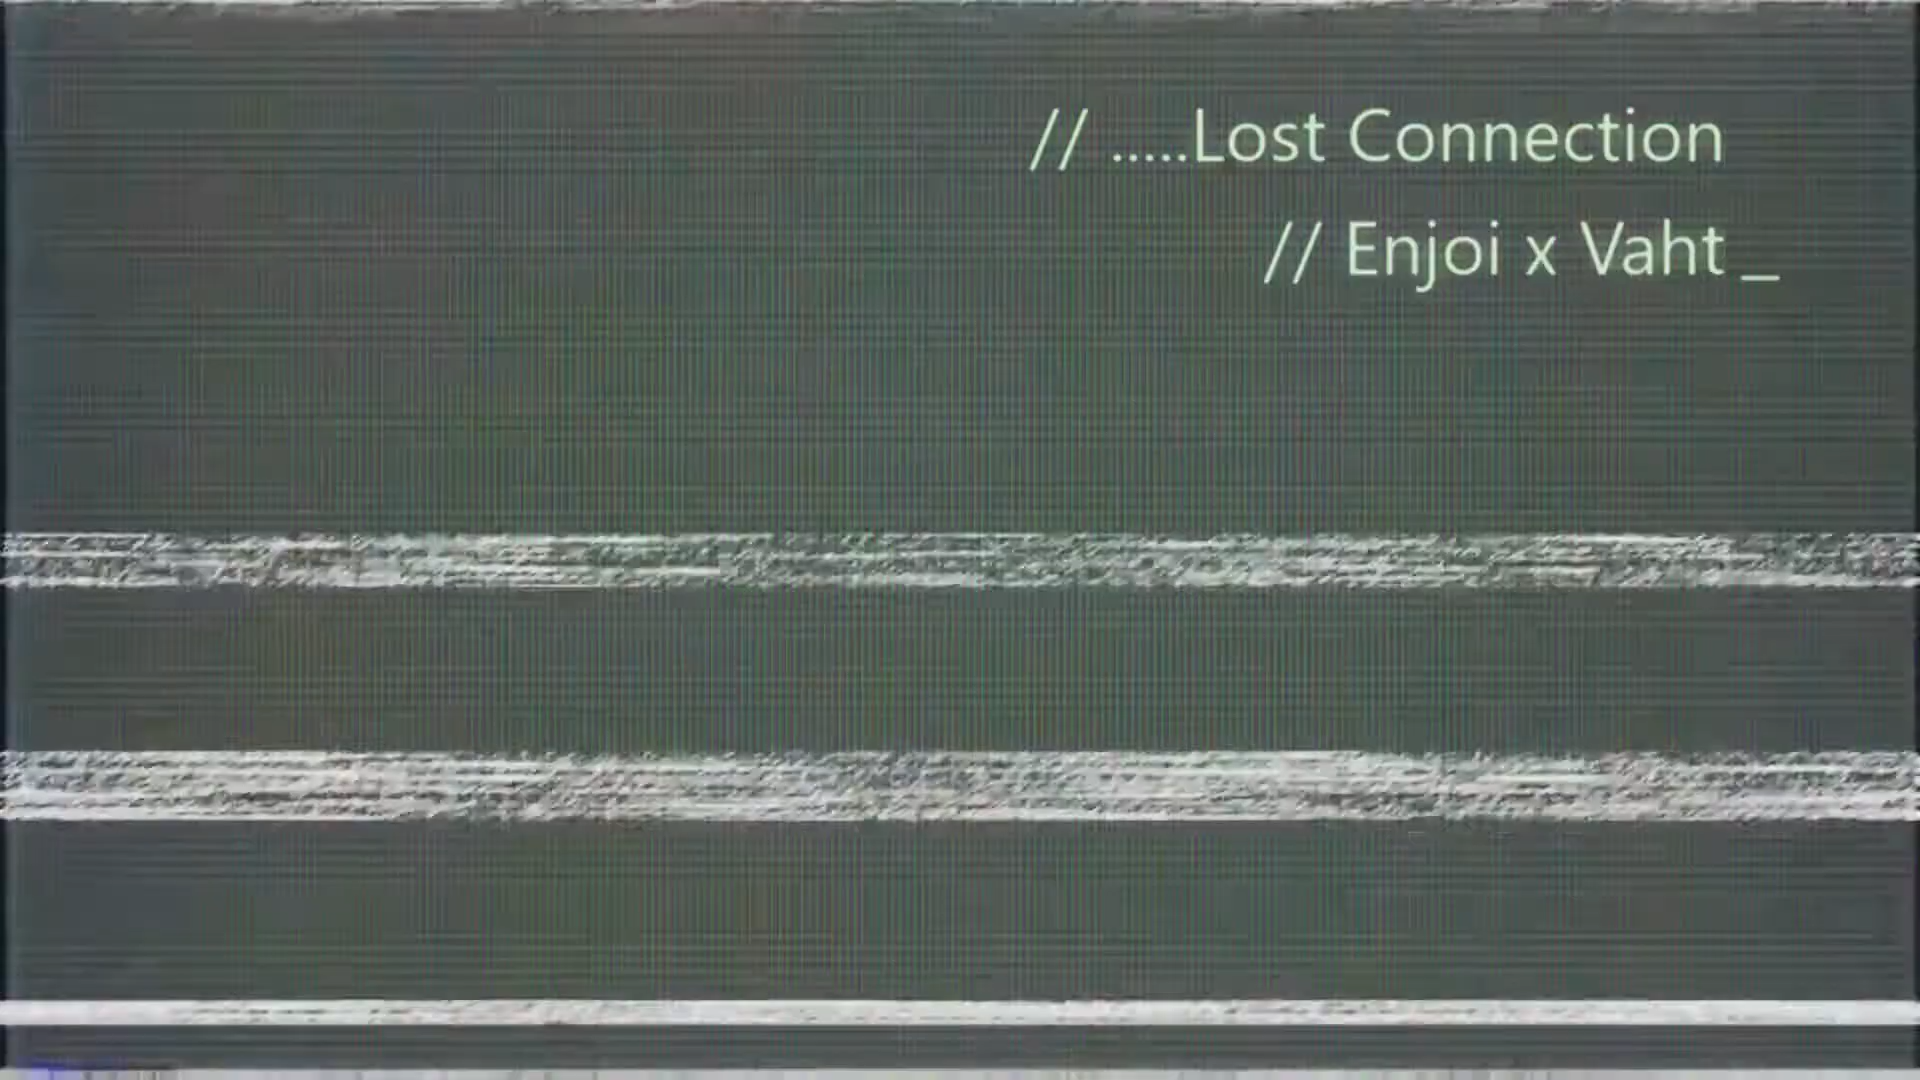 // .....Lost Connection
// Enjoi x Vaht _